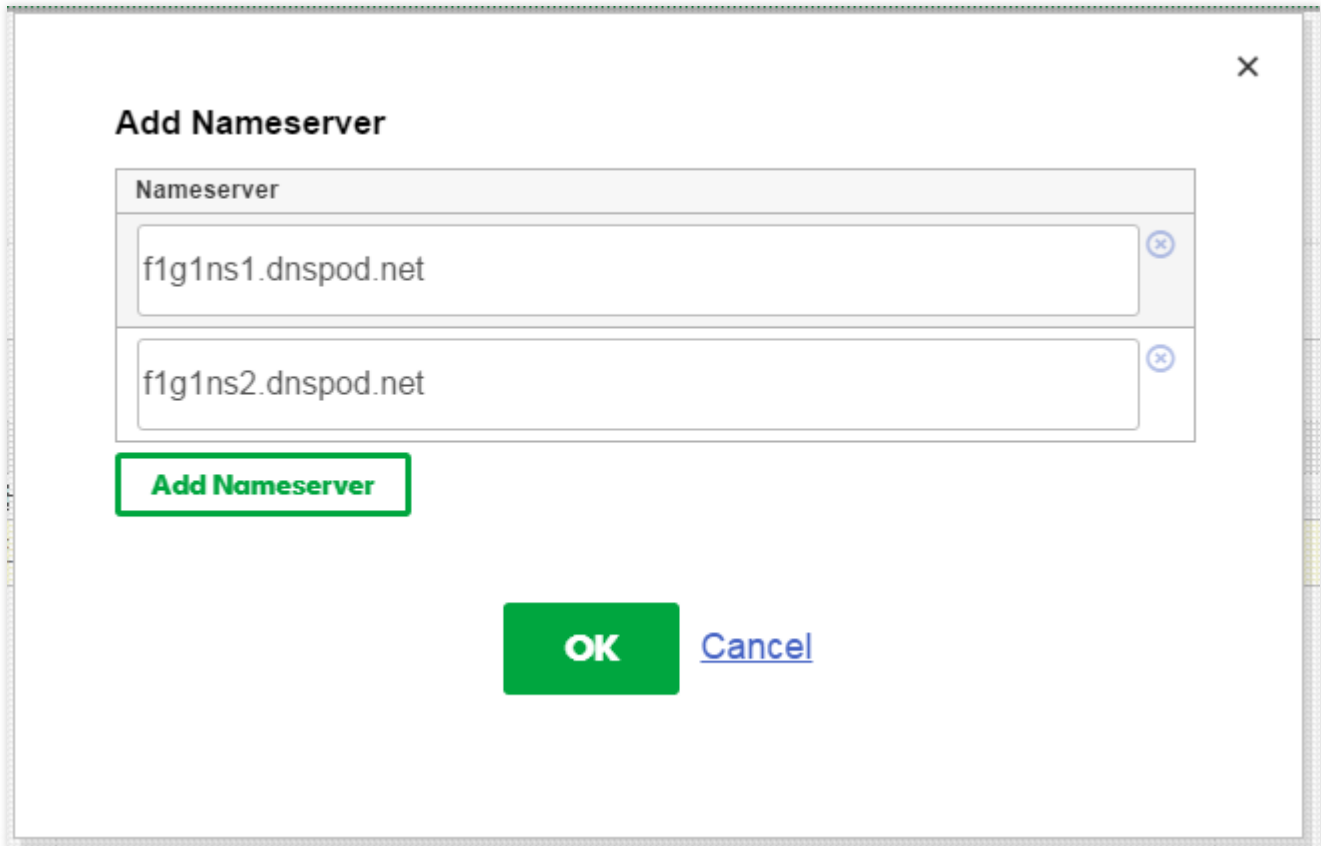 Add Nameserver
Nameserver
f1g1ns1.dnspod.net
f1g1ns2.dnspod.net
Add Nameserver
OK Cancel